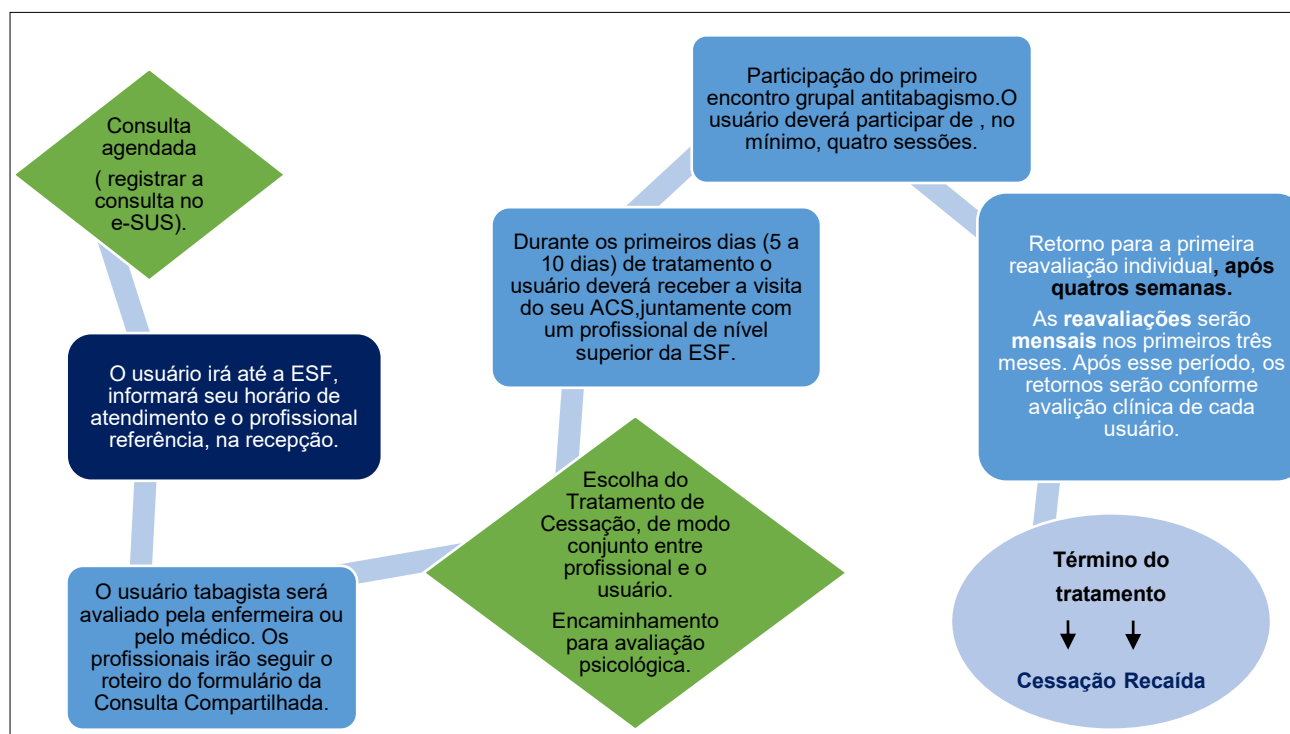 Consulta
agendada
( registrar a
consulta no
e-SUS).
O usuário irá até a ESF,
informará seu horário de
atendimento e o profissional
referência, na recepção.
O usuário tabagista será
avaliado pela enfermeira ou
pelo médico. Os
profissionais irão seguir o
roteiro do formulário da
Consulta Compartilhada.
Escolha do
Tratamento de
Cessação, de modo
conjunto entre
profissional e o
usuário.
Encaminhamento
para avaliação
psicológica.
Durante os primeiros dias (5 a
10 dias) de tratamento o
usuário deverá receber a visita
do seu ACS,juntamente com
um profissional de nível
superior da ESF.
Participação do primeiro
encontro grupal antitabagismo.O
usuário deverá participar de , no
mínimo, quatro sessões.
Retorno para a primeira
reavaliação individual, após
quatros semanas.
As reavaliações serão
mensais nos primeiros três
meses. Após esse período, os
retornos serão conforme
avalição clínica de cada
usuário.
Término do
tratamento
Cessação Recaída